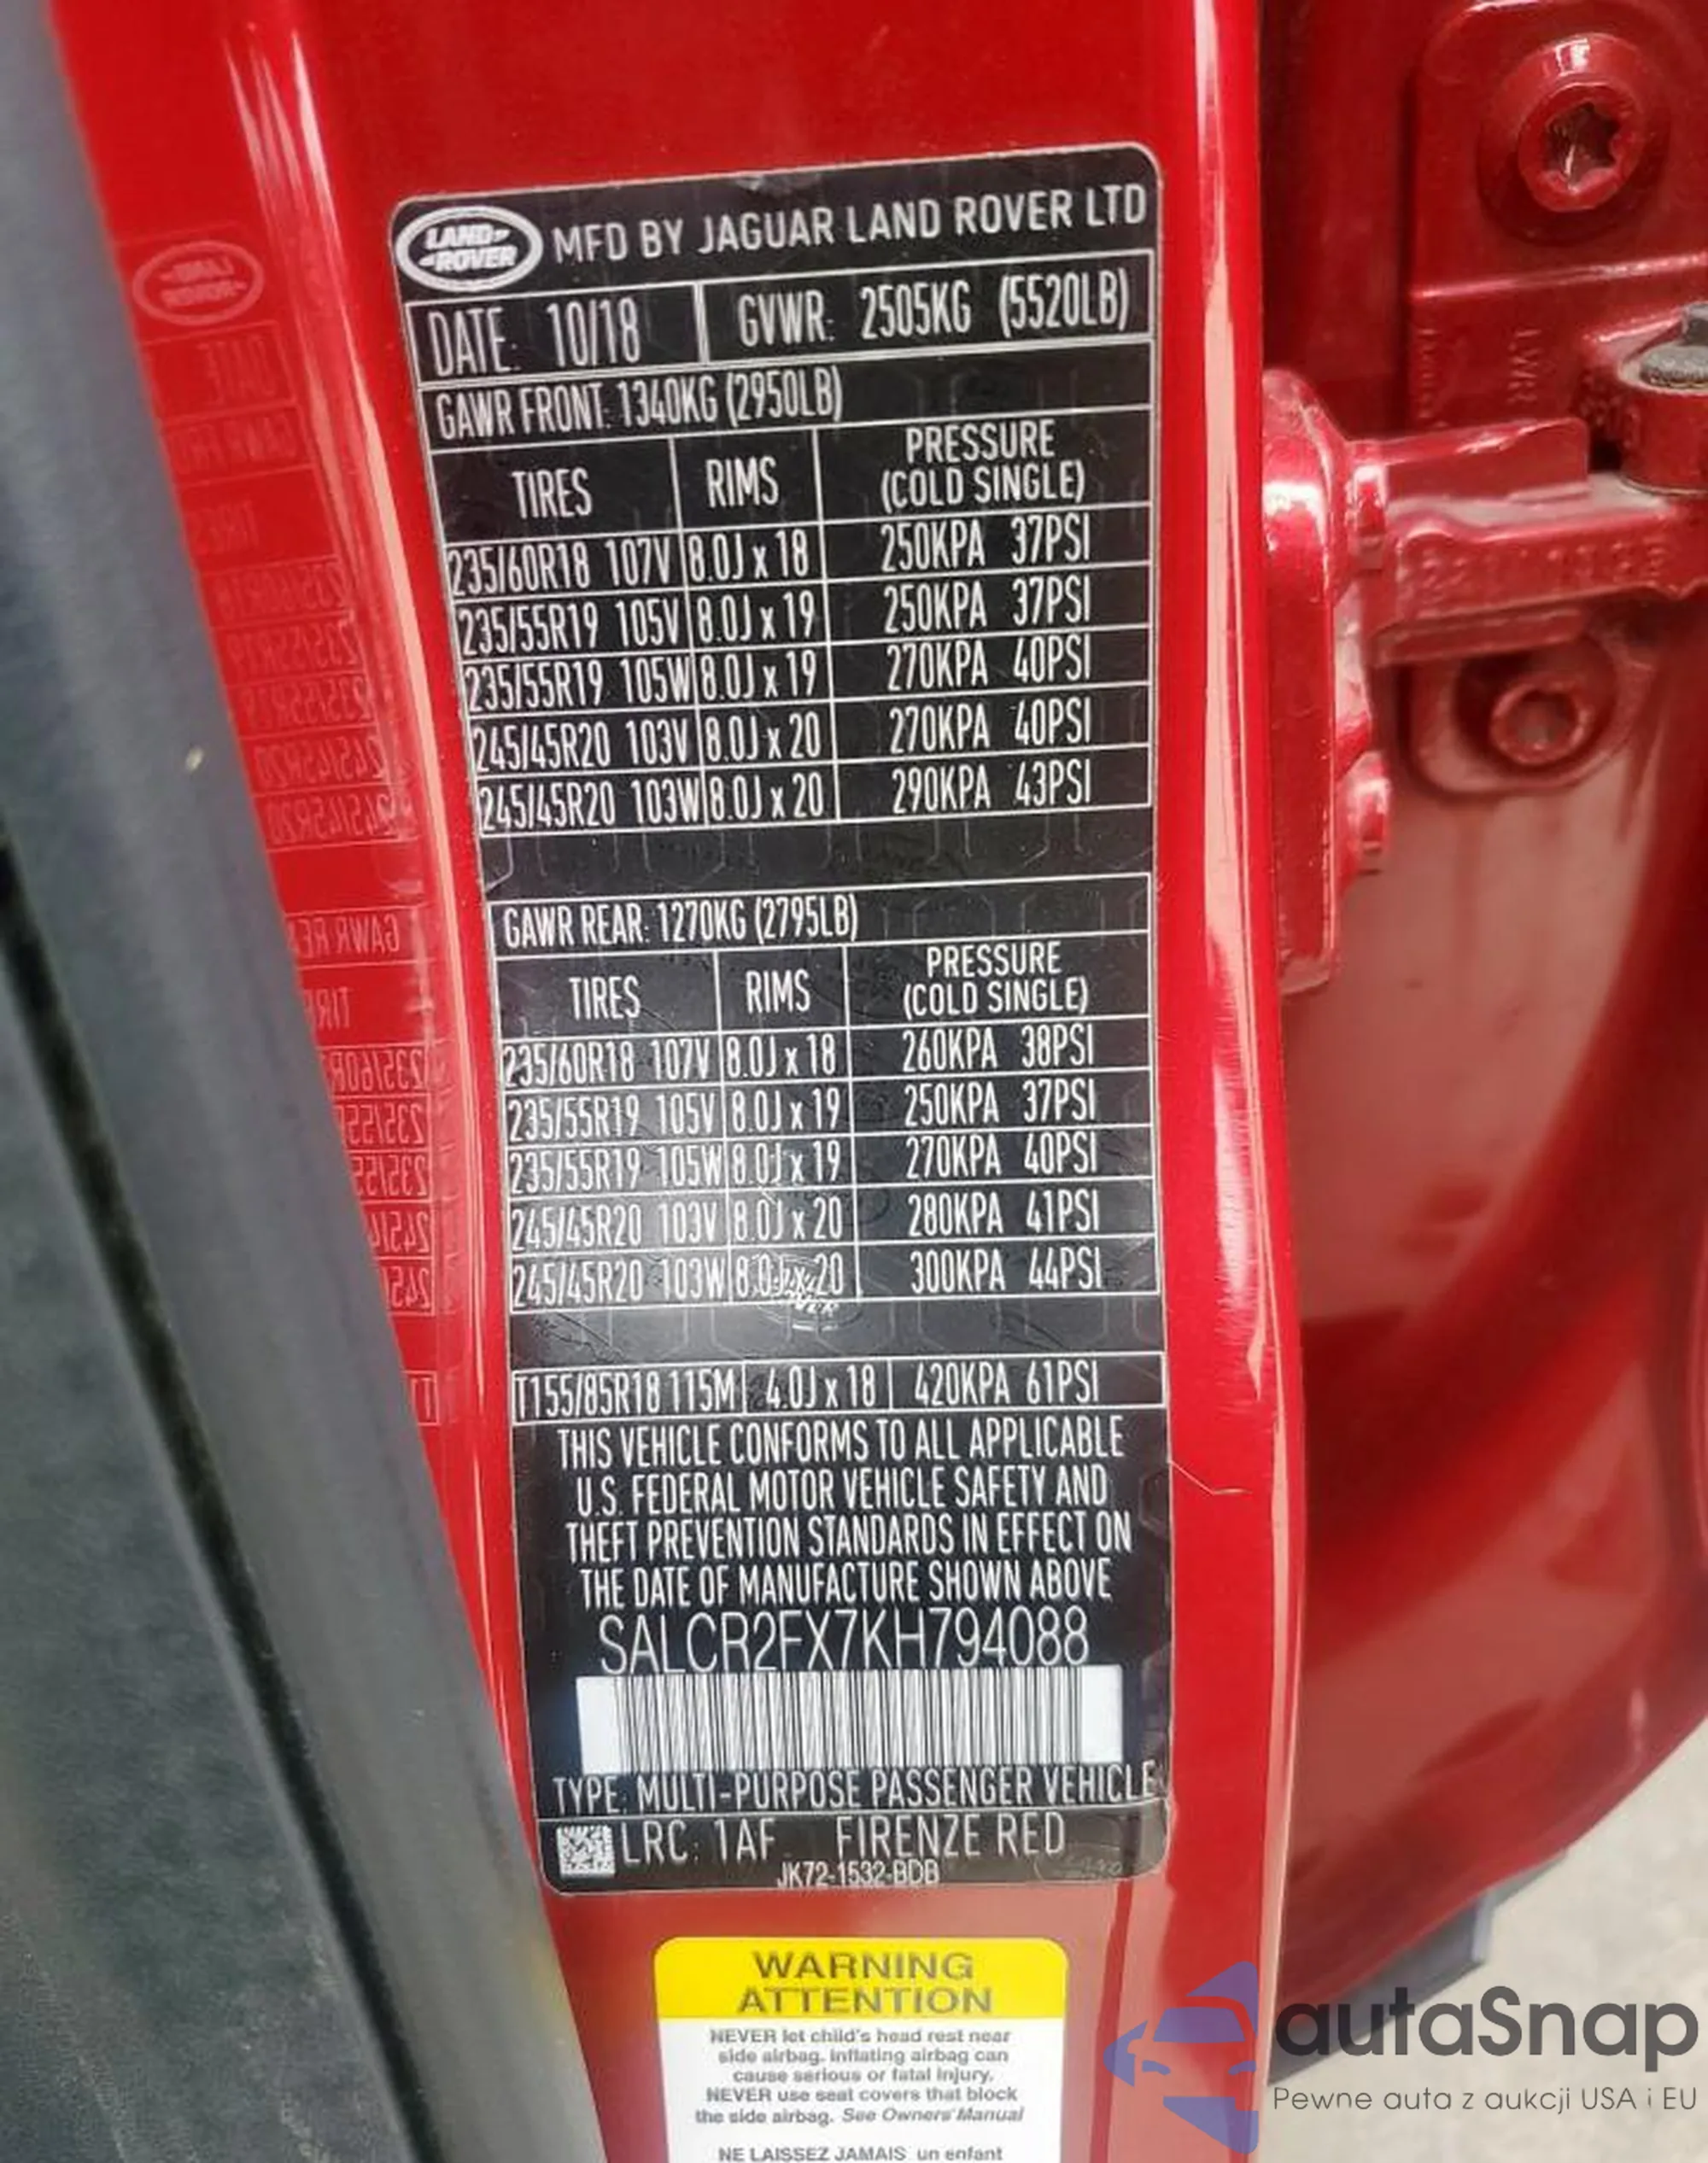 LAND ROVER MFD BY JAGUAR LAND ROVER LTD
DATE: 10/18 GVWR: 2505KG (5520LB)
GAWR FRONT: 1340KG (2950LB)
TIRES RIMS PRESSURE (COLD SINGLE)
235/60R18 107V 8.0J x 18 250KPA 37PSI
235/55R19 105V 8.0J x 19 250KPA 37PSI
235/55R19 105W 8.0J x 19 270KPA 40PSI
245/45R20 103V 8.0J x 20 270KPA 40PSI
245/45R20 103W 8.0J x 20 290KPA 43PSI
GAWR REAR: 1270KG (2795LB)
TIRES RIMS PRESSURE (COLD SINGLE)
235/60R18 107V 8.0J x 18 260KPA 38PSI
235/55R19 105V 8.0J x 19 250KPA 37PSI
235/55R19 105W 8.0J x 19 270KPA 40PSI
245/45R20 103V 8.0J x 20 280KPA 41PSI
245/45R20 103W 8.0J x 20 300KPA 44PSI
T155/85R18 115M 4.0J x 18 420KPA 61PSI
THIS VEHICLE CONFORMS TO ALL APPLICABLE
U.S. FEDERAL MOTOR VEHICLE SAFETY AND
THEFT PREVENTION STANDARDS IN EFFECT ON
THE DATE OF MANUFACTURE SHOWN ABOVE
SALCR2FX7KH794088
TYPE: MULTI-PURPOSE PASSENGER VEHICLE
LRC: 1AF FIRENZE RED
JK72-1532-BDB
WARNING
ATTENTION
NEVER let child's head rest near
side airbag. Inflating airbag can
cause serious or fatal injury.
NEVER use seat covers that block
the side airbag. See Owners' Manual
NE LAISSEZ JAMAIS un enfant
autaSnap
Pewne auta z aukcji USA i EU